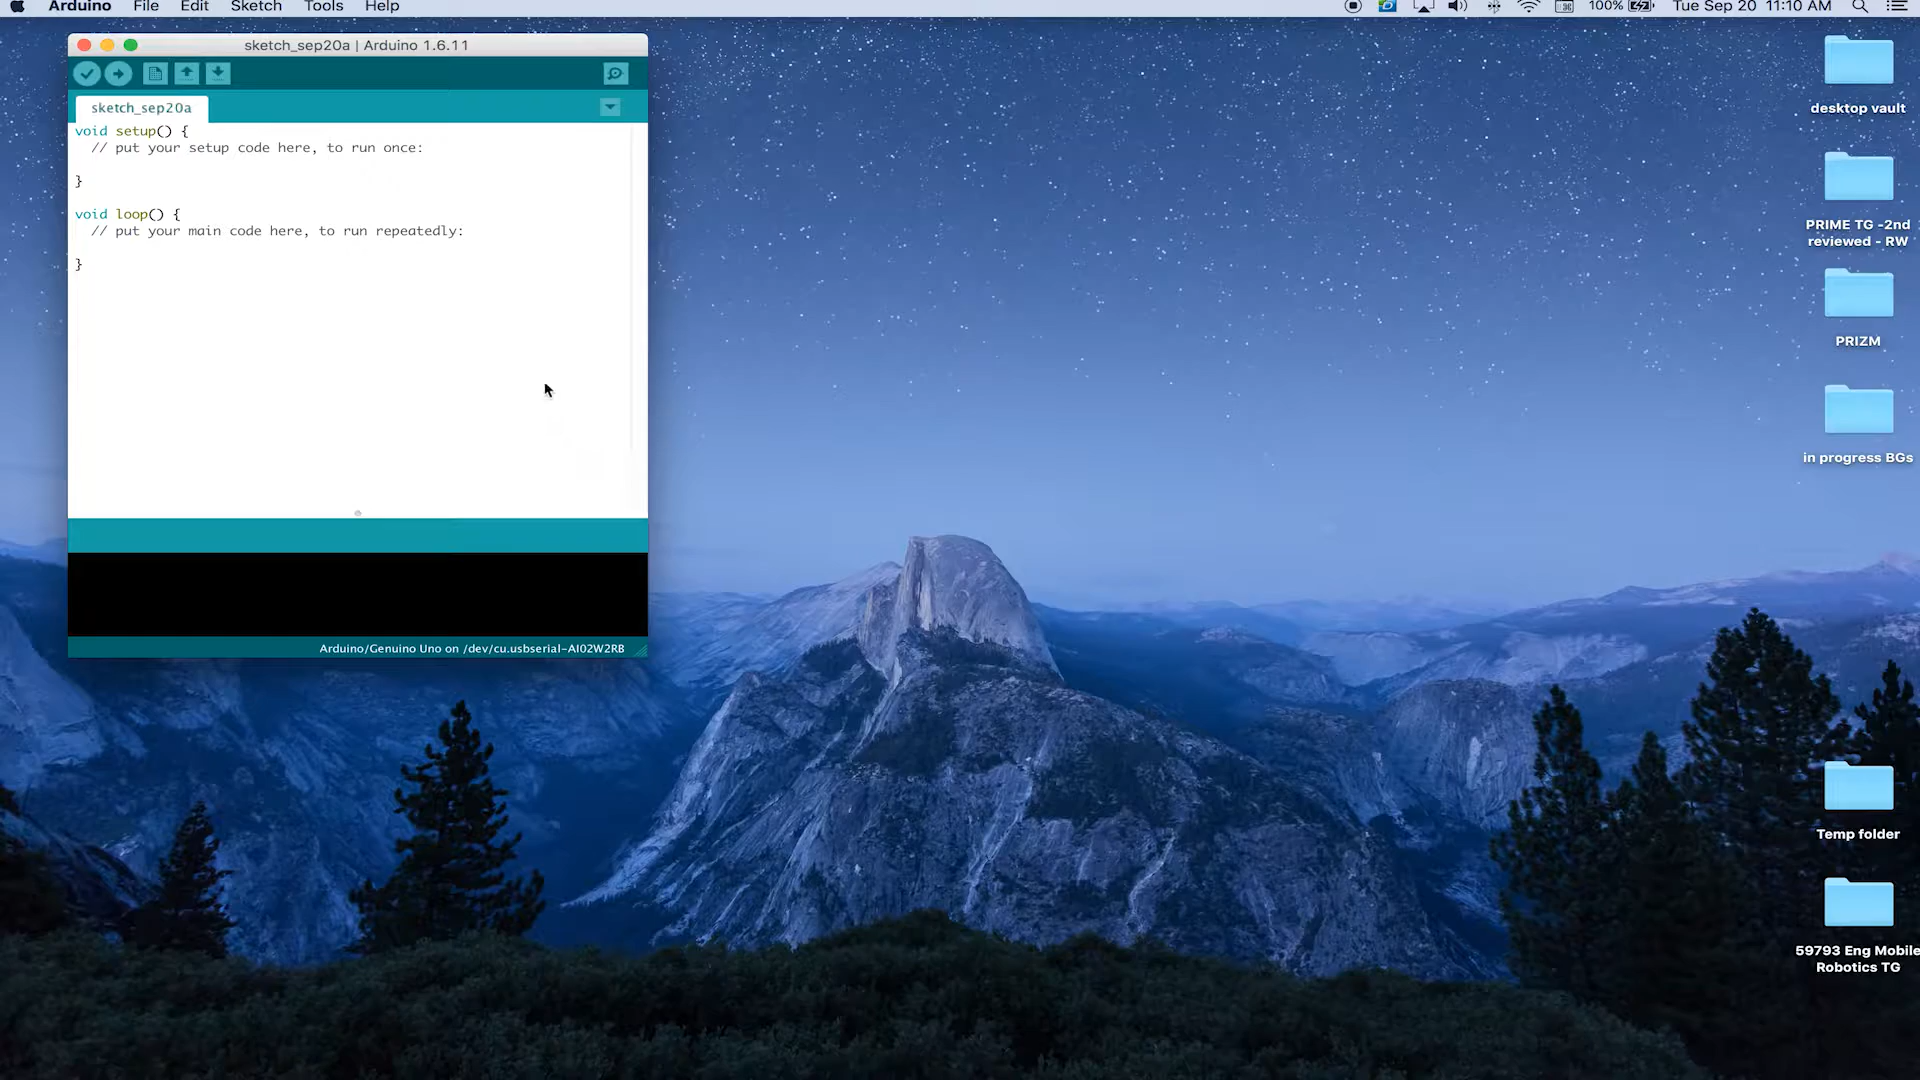 Arduino File Edit Sketch Tools Help 100% Tue Sep 20 11:10 AM
sketch_sep20a | Arduino 1.6.11
sketch_sep20a
void setup() {
// put your setup code here, to run once:
}
void loop() {
// put your main code here, to run repeatedly:
}
Arduino/Genuino Uno on /dev/cu.usbserial-AI02W2RB
desktop vault
PRIME TG -2nd
reviewed - RW
PRIZM
in progress BGs
Temp folder
59793 Eng Mobile
Robotics TG